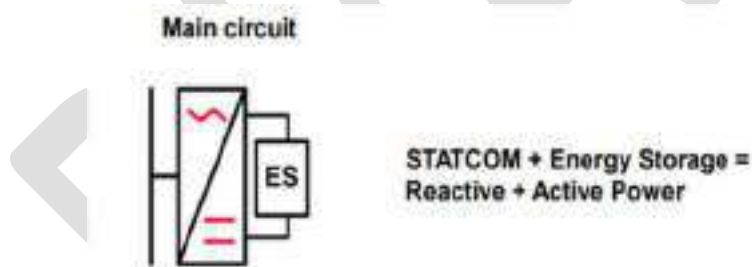 Main circuit
ES
STATCOM + Energy Storage =
Reactive + Active Power